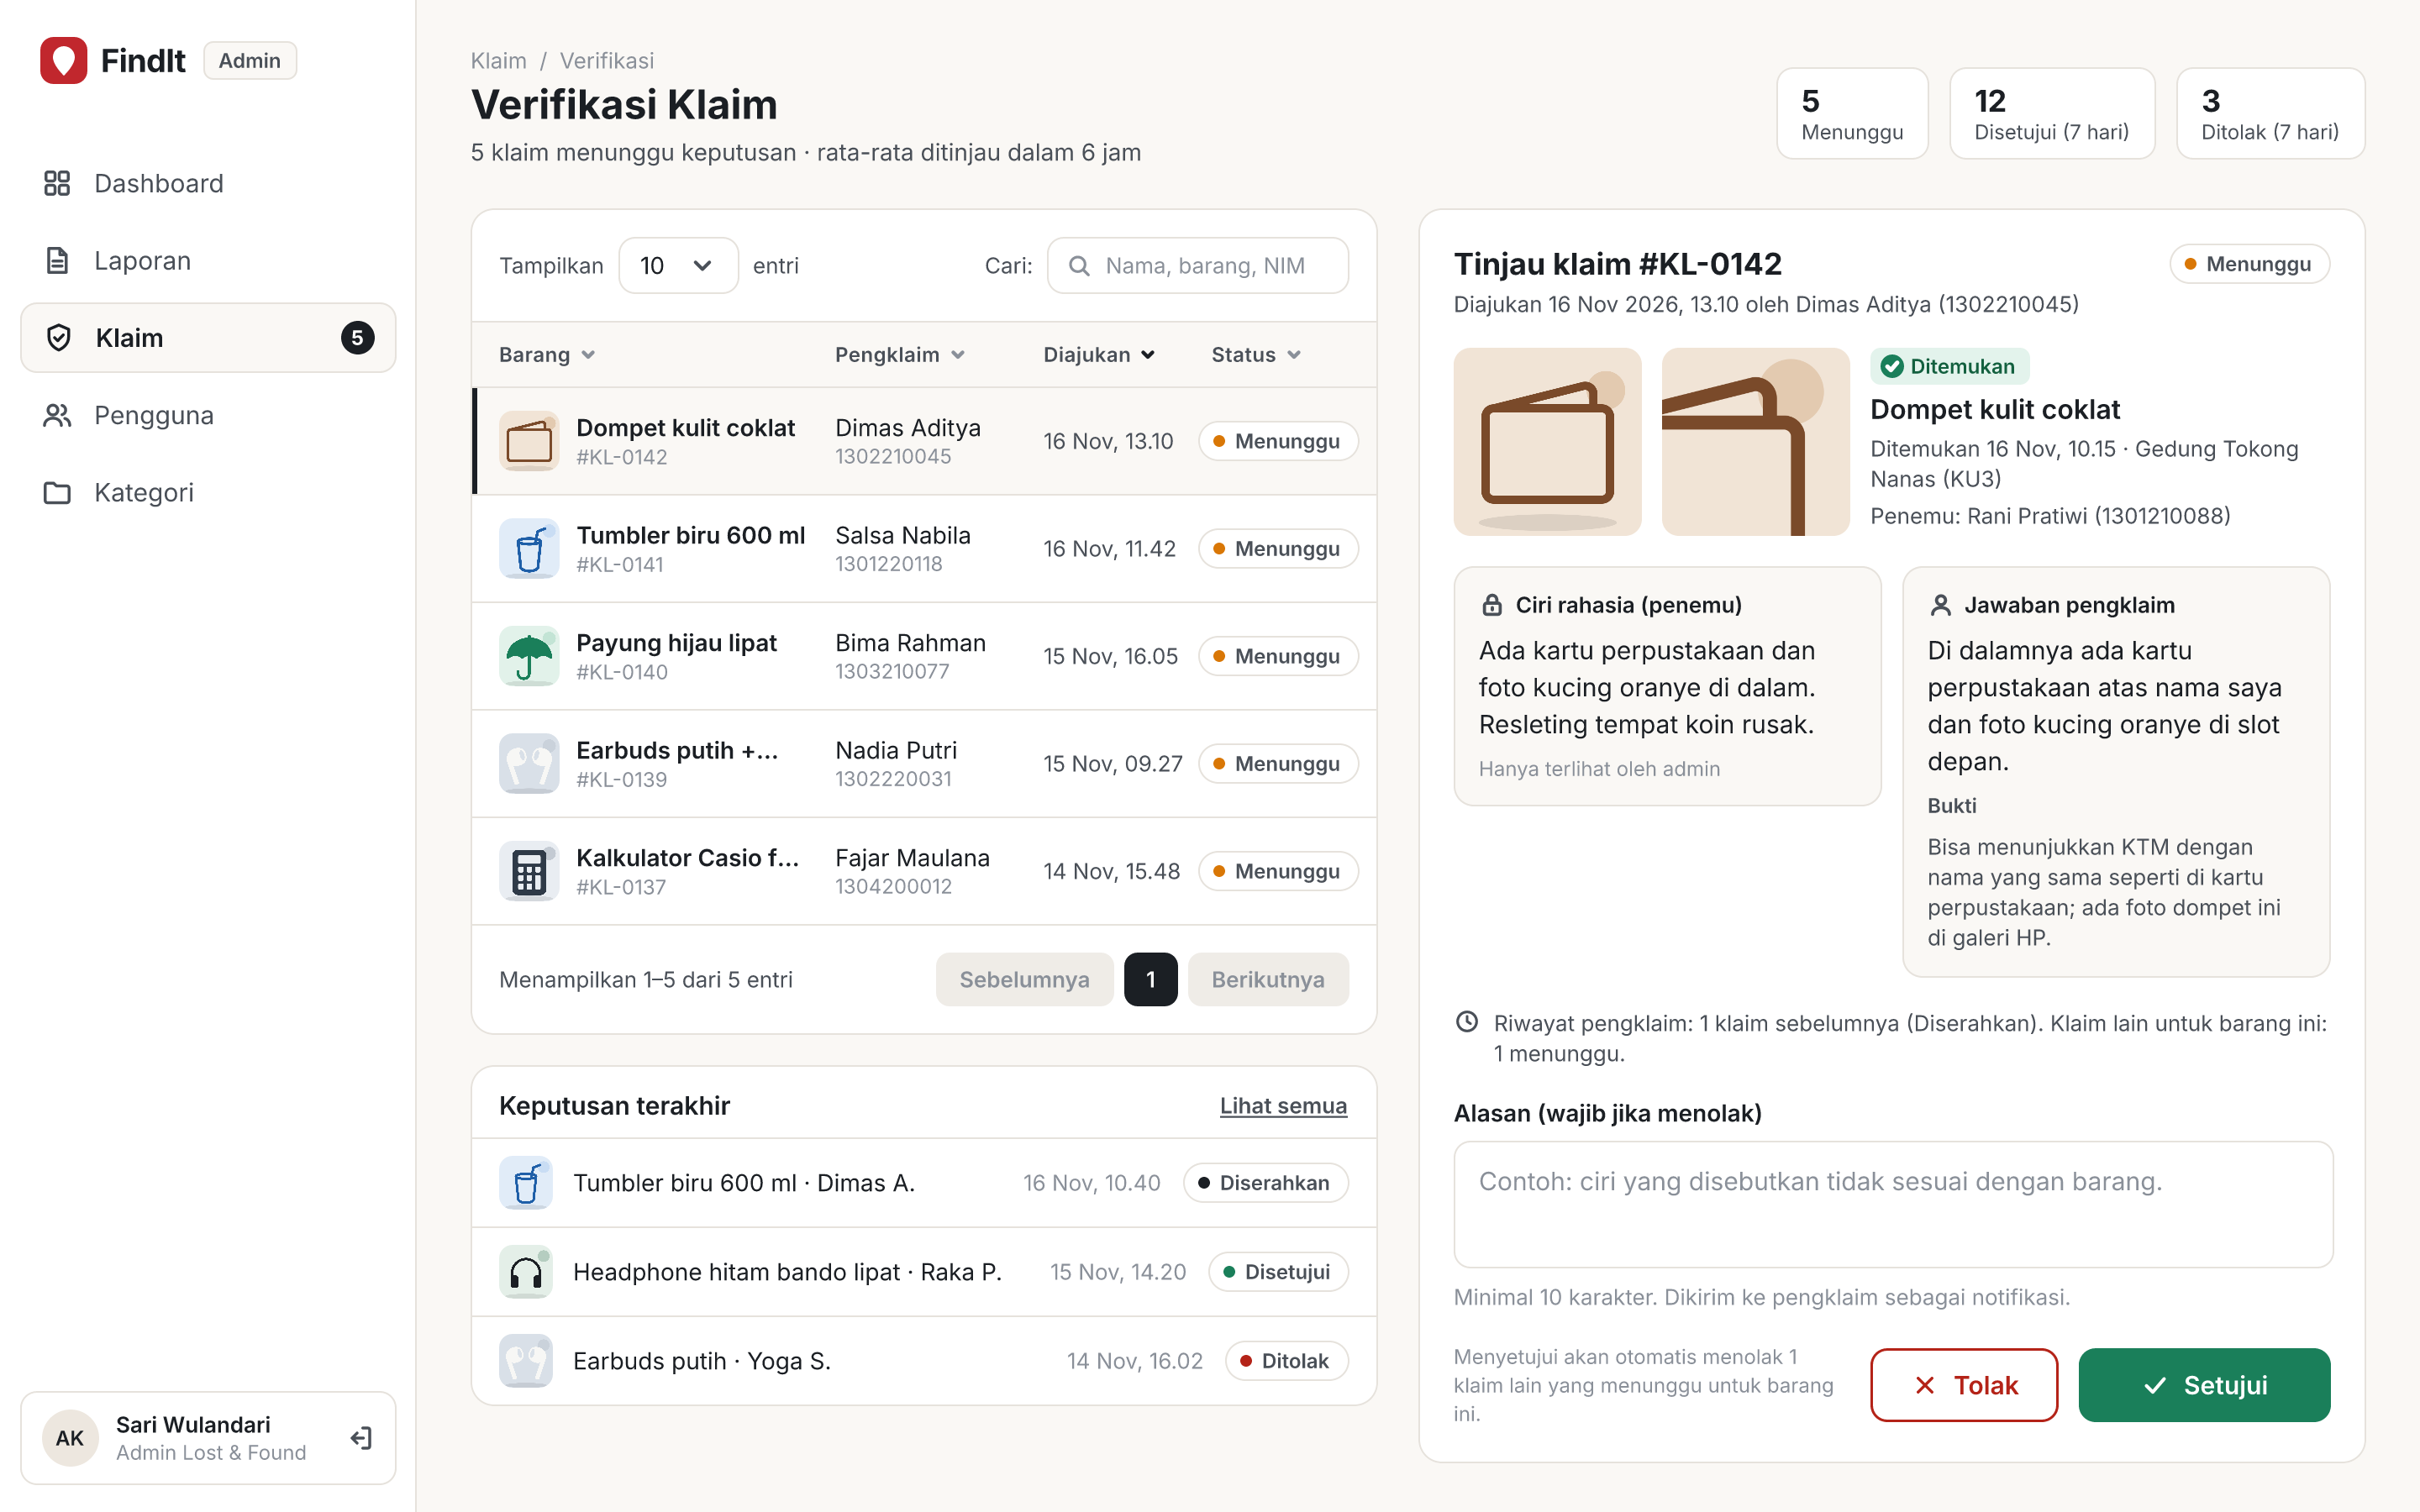 FindIt
Admin
Dashboard
Laporan
Klaim
5
Pengguna
Kategori
AK
Sari Wulandari
Admin Lost & Found
Klaim / Verifikasi
Verifikasi Klaim
5 klaim menunggu keputusan · rata-rata ditinjau dalam 6 jam
5
Menunggu
12
Disetujui (7 hari)
3
Ditolak (7 hari)
Tampilkan 10 entri
Cari: Nama, barang, NIM
Barang Pengklaim Diajukan Status
Dompet kulit coklat
#KL-0142
Dimas Aditya
1302210045
16 Nov, 13.10
Menunggu
Tumbler biru 600 ml
#KL-0141
Salsa Nabila
1301220118
16 Nov, 11.42
Menunggu
Payung hijau lipat
#KL-0140
Bima Rahman
1303210077
15 Nov, 16.05
Menunggu
Earbuds putih +...
#KL-0139
Nadia Putri
1302220031
15 Nov, 09.27
Menunggu
Kalkulator Casio f...
#KL-0137
Fajar Maulana
1304200012
14 Nov, 15.48
Menunggu
Menampilkan 1–5 dari 5 entri
Sebelumnya 1 Berikutnya
Keputusan terakhir
Lihat semua
Tumbler biru 600 ml · Dimas A.
16 Nov, 10.40
Diserahkan
Headphone hitam bando lipat · Raka P.
15 Nov, 14.20
Disetujui
Earbuds putih · Yoga S.
14 Nov, 16.02
Ditolak
Tinjau klaim #KL-0142
Menunggu
Diajukan 16 Nov 2026, 13.10 oleh Dimas Aditya (1302210045)
Ditemukan
Dompet kulit coklat
Ditemukan 16 Nov, 10.15 · Gedung Tokong
Nanas (KU3)
Penemu: Rani Pratiwi (1301210088)
Ciri rahasia (penemu)
Ada kartu perpustakaan dan
foto kucing oranye di dalam.
Resleting tempat koin rusak.
Hanya terlihat oleh admin
Jawaban pengklaim
Di dalamnya ada kartu
perpustakaan atas nama saya
dan foto kucing oranye di slot
depan.
Bukti
Bisa menunjukkan KTM dengan
nama yang sama seperti di kartu
perpustakaan; ada foto dompet ini
di galeri HP.
Riwayat pengklaim: 1 klaim sebelumnya (Diserahkan). Klaim lain untuk barang ini:
1 menunggu.
Alasan (wajib jika menolak)
Contoh: ciri yang disebutkan tidak sesuai dengan barang.
Minimal 10 karakter. Dikirim ke pengklaim sebagai notifikasi.
Menyetujui akan otomatis menolak 1
klaim lain yang menunggu untuk barang
ini.
Tolak
Setujui